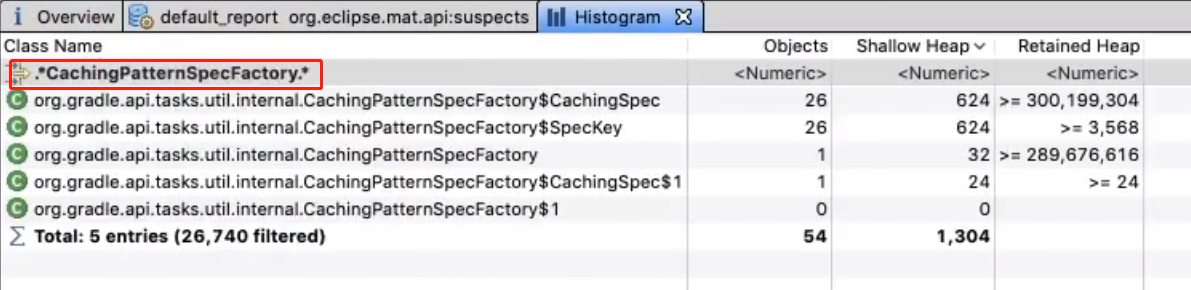 Overview default_report org.eclipse.mat.api:suspects Histogram
Class Name Objects Shallow Heap Retained Heap
.*CachingPatternSpecFactory.* <Numeric> <Numeric> <Numeric>
org.gradle.api.tasks.util.internal.CachingPatternSpecFactory$CachingSpec 26 624 >= 300,199,304
org.gradle.api.tasks.util.internal.CachingPatternSpecFactory$SpecKey 26 624 >= 3,568
org.gradle.api.tasks.util.internal.CachingPatternSpecFactory 1 32 >= 289,676,616
org.gradle.api.tasks.util.internal.CachingPatternSpecFactory$CachingSpec$1 1 24 >= 24
org.gradle.api.tasks.util.internal.CachingPatternSpecFactory$1 0 0
Total: 5 entries (26,740 filtered) 54 1,304